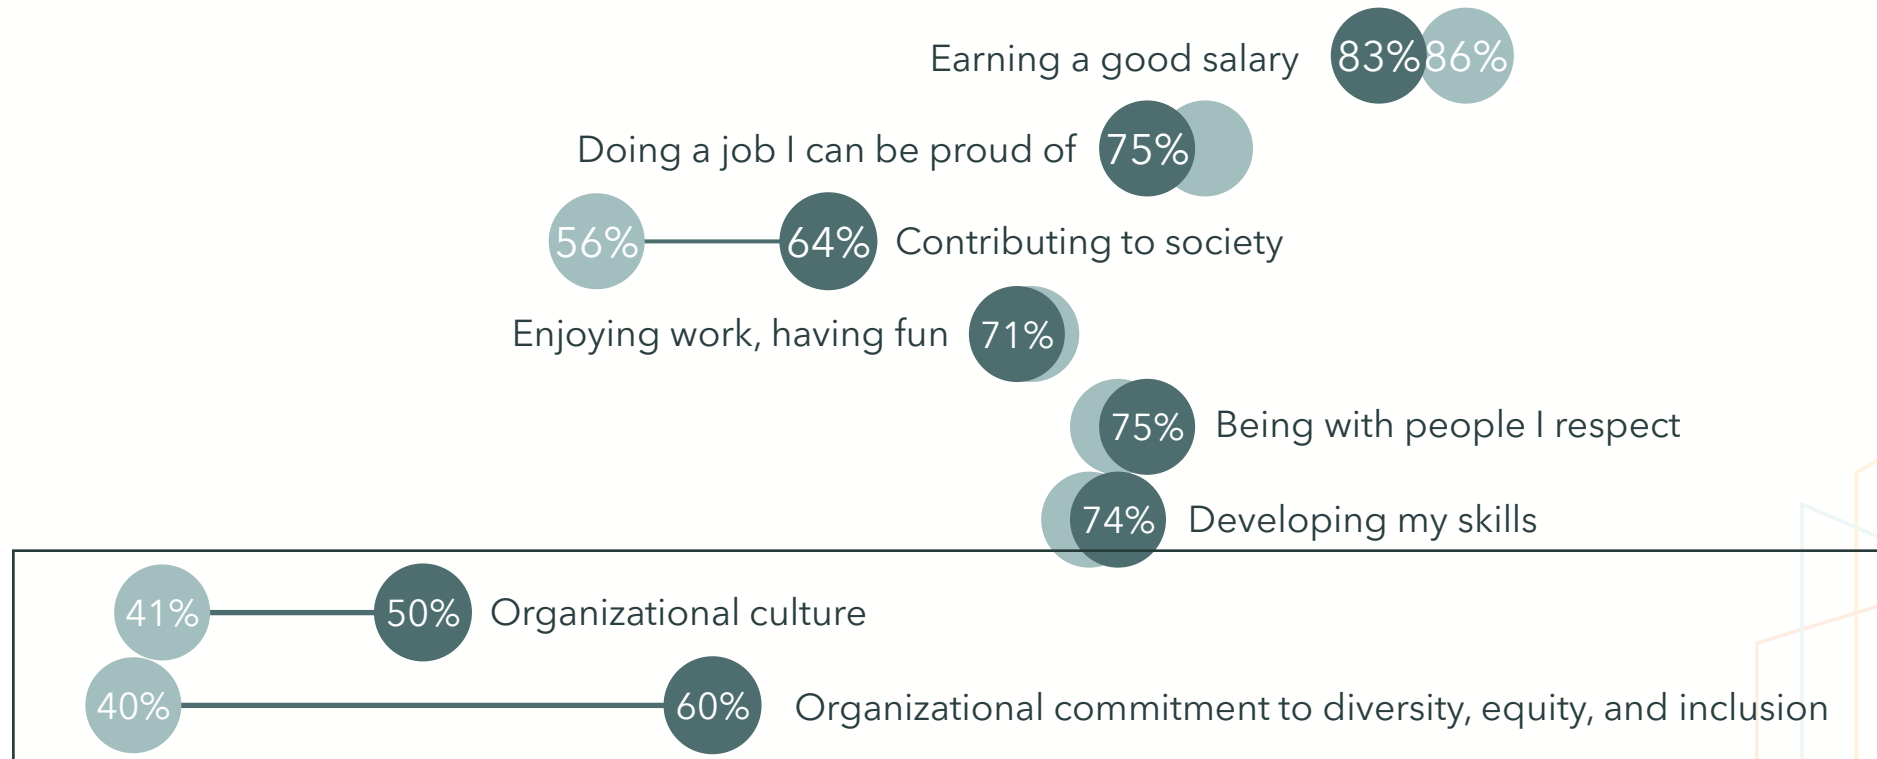 Earning a good salary 83% 86%
Doing a job I can be proud of 75%
56% 64% Contributing to society
Enjoying work, having fun 71%
75% Being with people I respect
74% Developing my skills
41% 50% Organizational culture
40% 60% Organizational commitment to diversity, equity, and inclusion